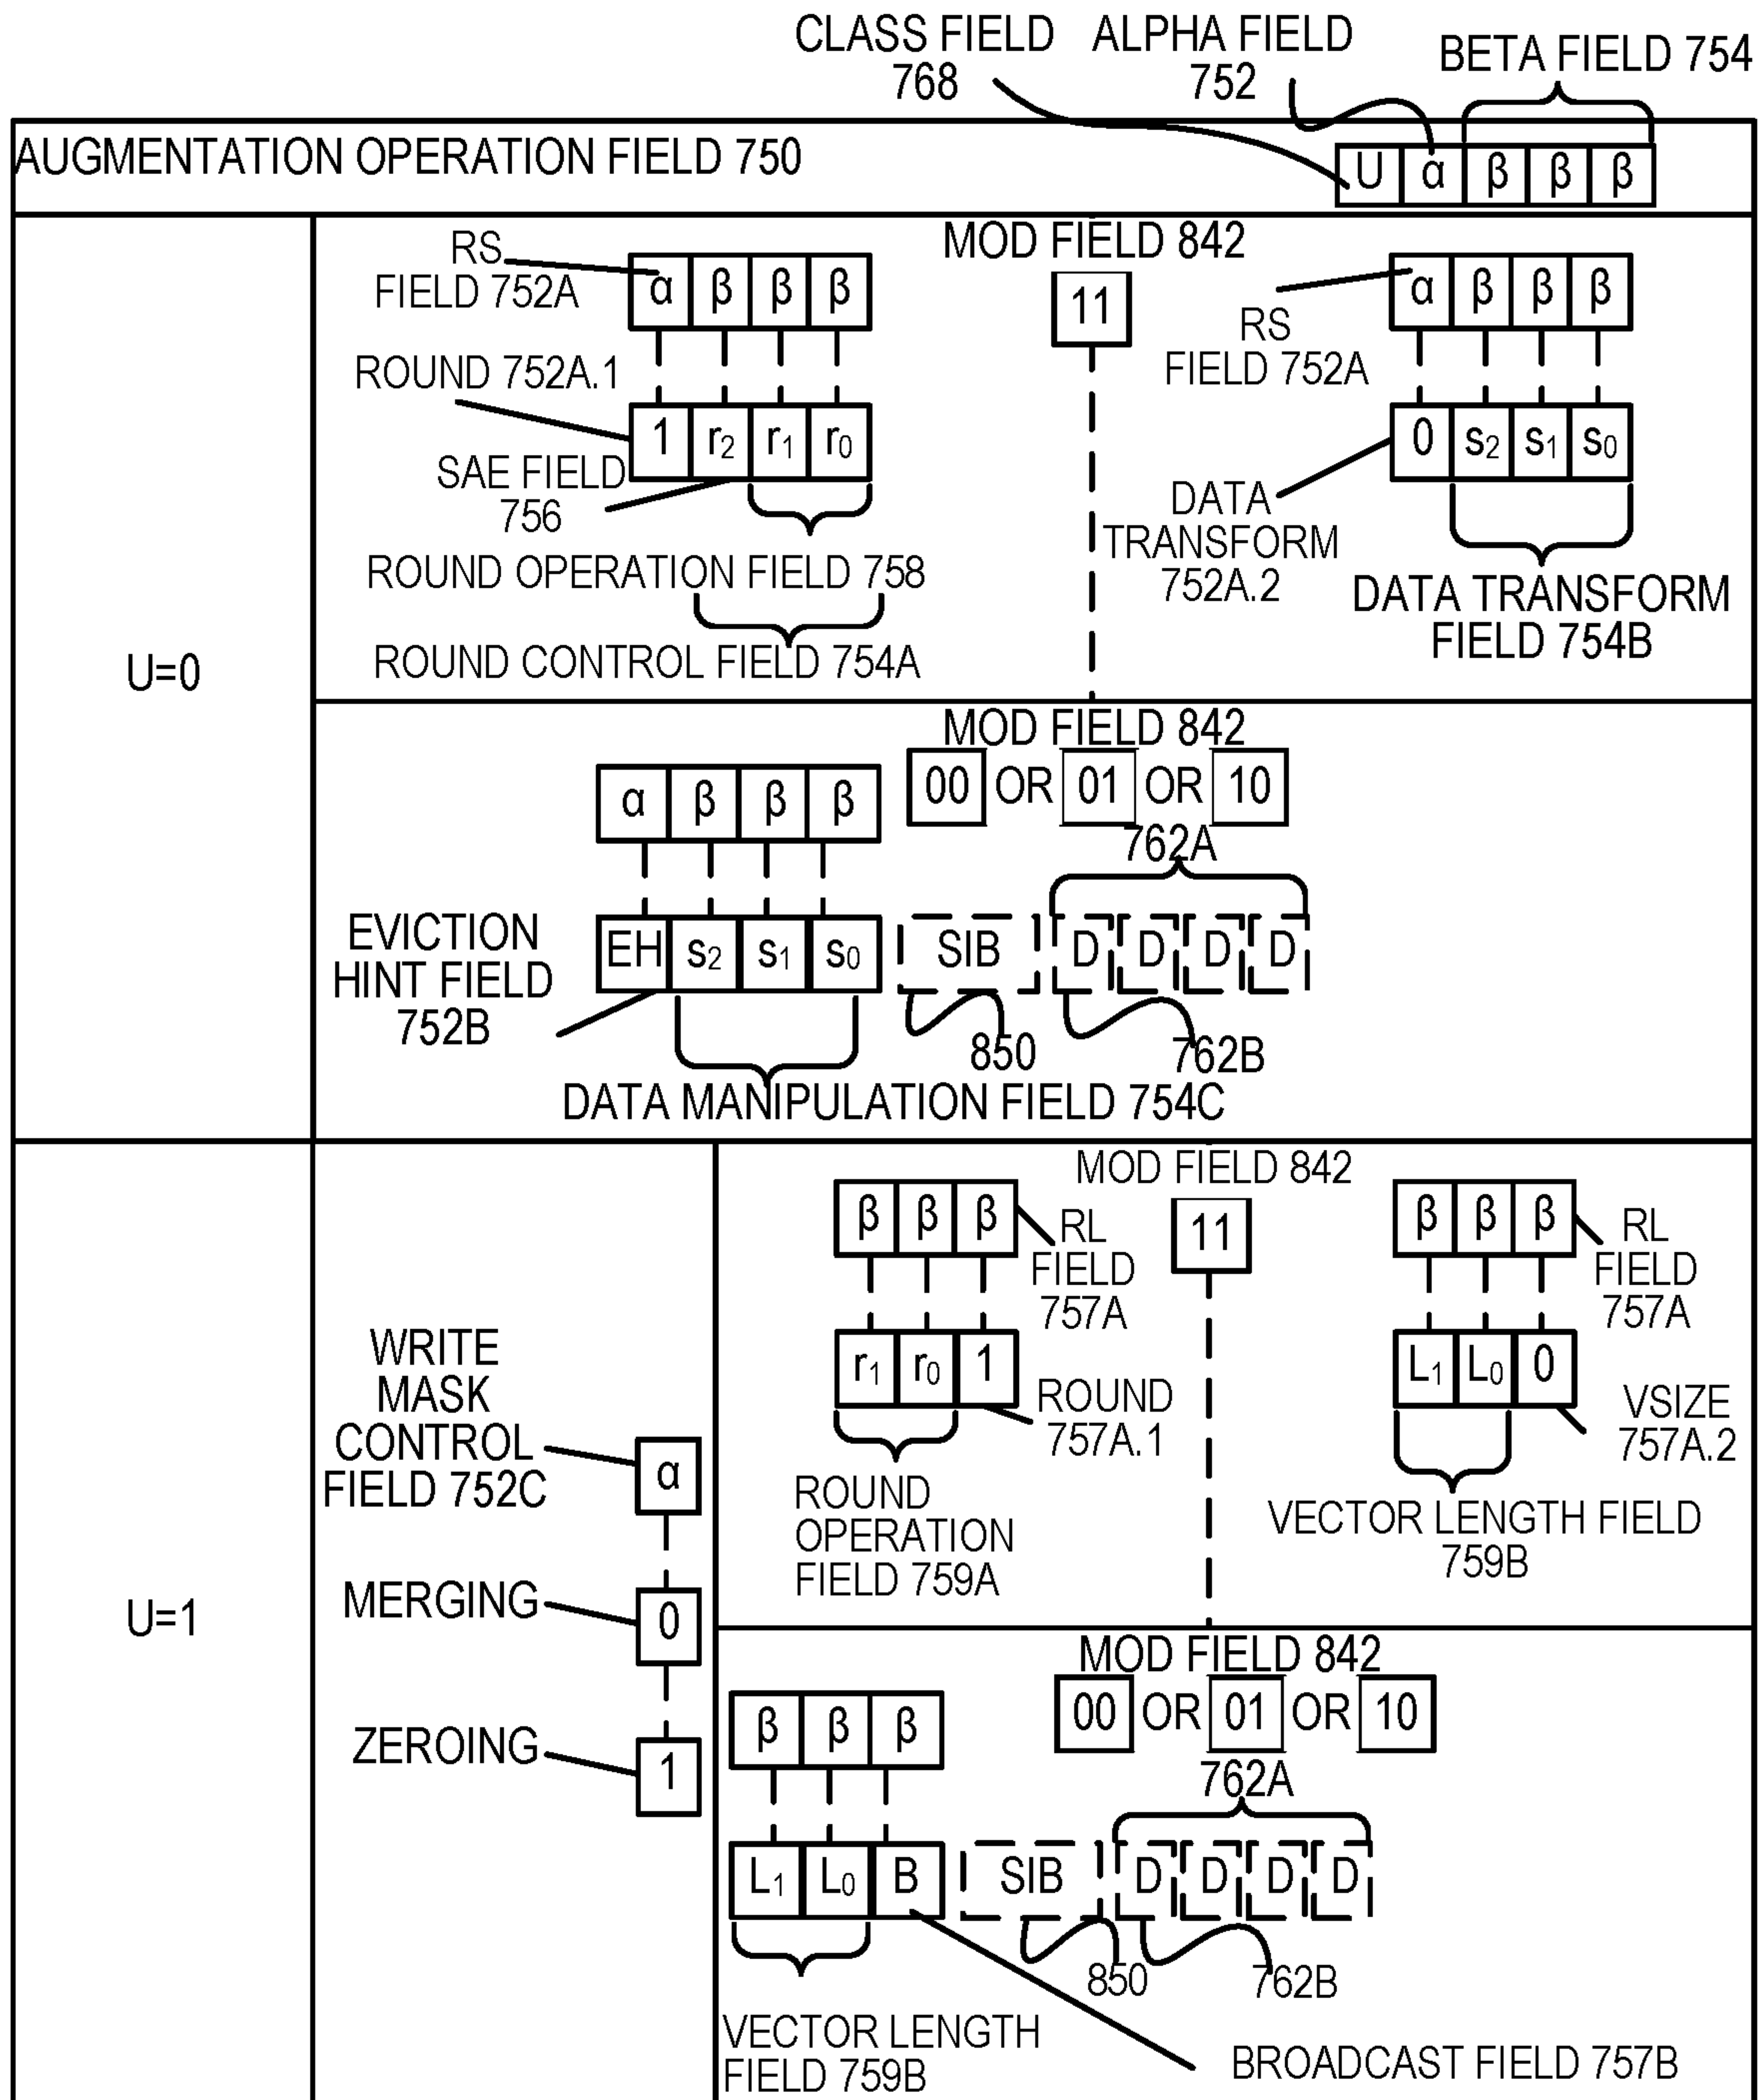 CLASS FIELD
768
ALPHA FIELD
752
BETA FIELD 754
AUGMENTATION OPERATION FIELD 750
U α β β β
U=0
RS
FIELD 752A
α β β β
ROUND 752A.1
1 r2 r1 r0
SAE FIELD
756
ROUND OPERATION FIELD 758
ROUND CONTROL FIELD 754A
MOD FIELD 842
11
α β β β
RS
FIELD 752A
0 s2 s1 s0
DATA
TRANSFORM
752A.2
DATA TRANSFORM
FIELD 754B
MOD FIELD 842
00 OR 01 OR 10
α β β β
762A
EVICTION
HINT FIELD
752B
EH s2 s1 s0 SIB D D D D
850
762B
DATA MANIPULATION FIELD 754C
U=1
WRITE
MASK
CONTROL
FIELD 752C
α
MERGING
0
ZEROING
1
MOD FIELD 842
11
β β β
RL
FIELD
757A
r1 r0 1
ROUND
757A.1
ROUND
OPERATION
FIELD 759A
β β β
RL
FIELD
757A
L1 L0 0
VSIZE
757A.2
VECTOR LENGTH FIELD
759B
MOD FIELD 842
00 OR 01 OR 10
β β β
762A
L1 L0 B SIB D D D D
850
762B
VECTOR LENGTH
FIELD 759B
BROADCAST FIELD 757B